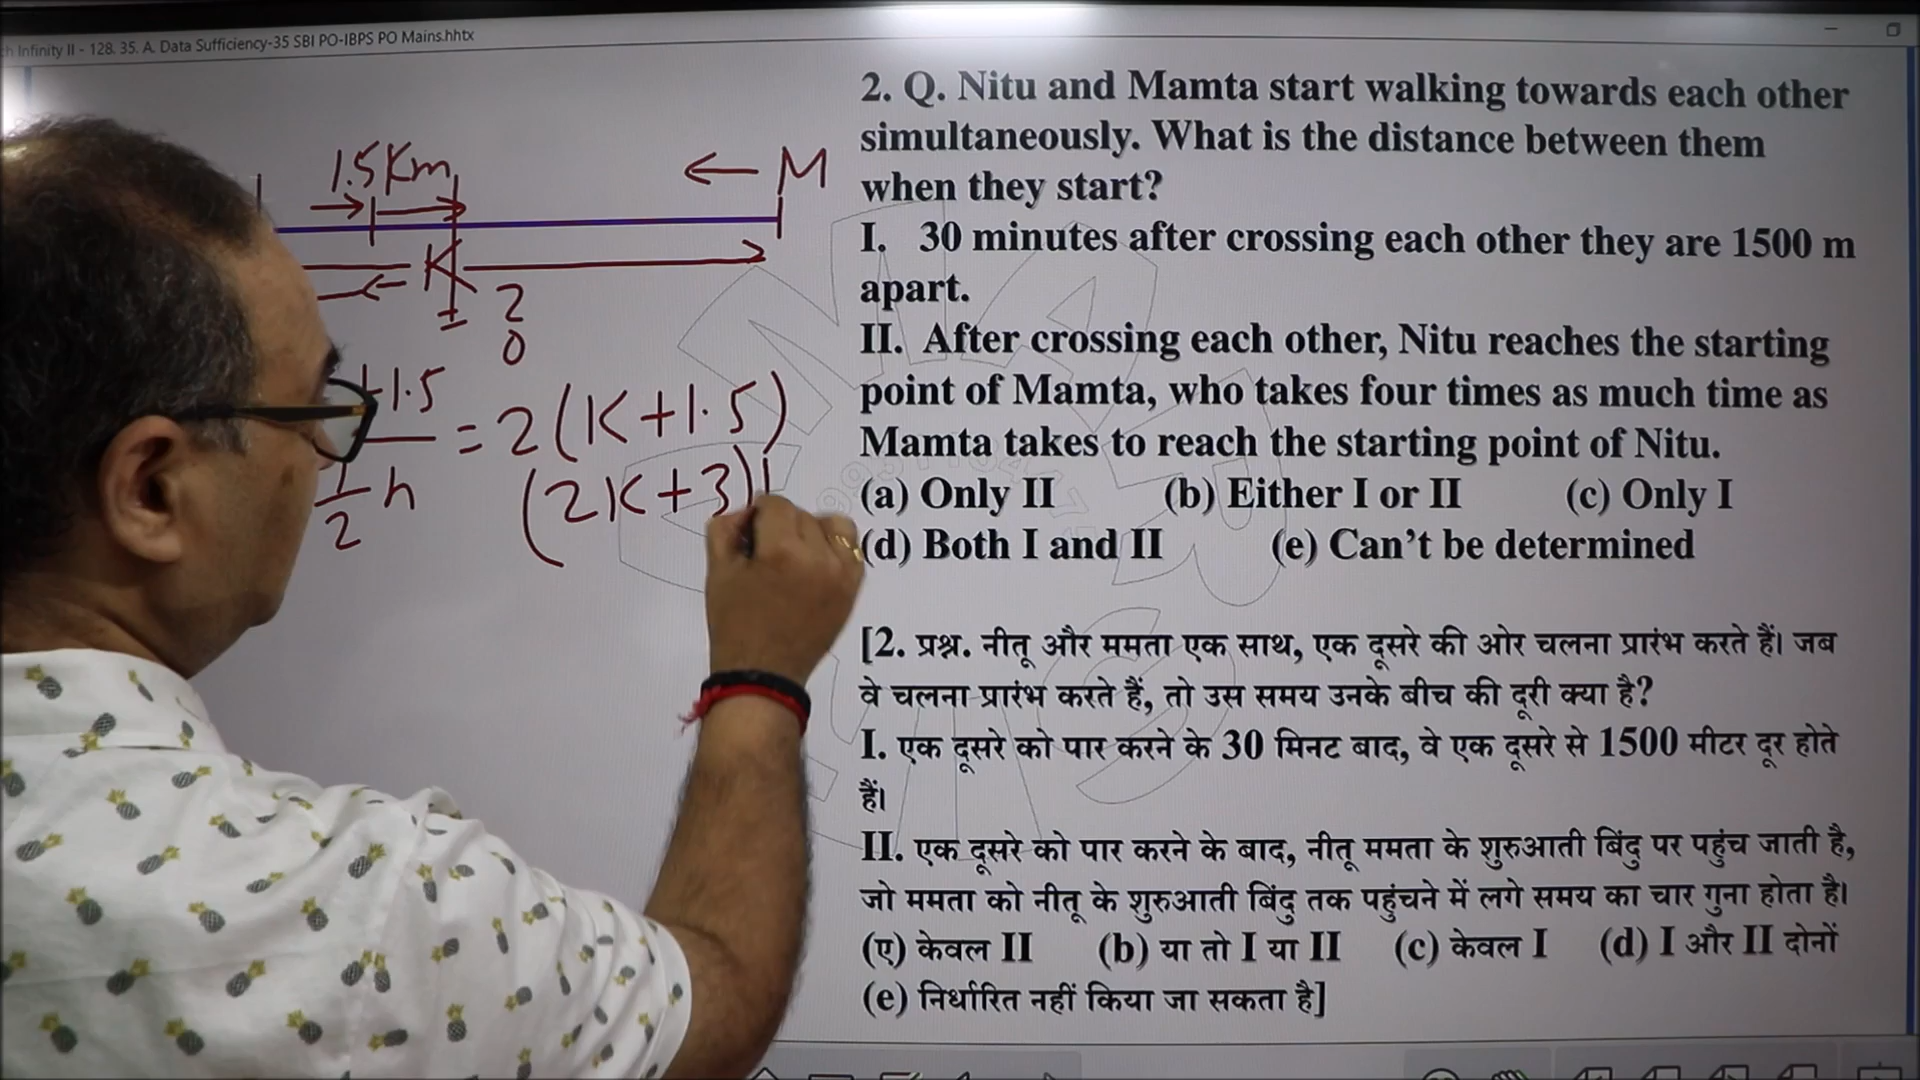 h Infinity II - 128. 35. A. Data Sufficiency-35 SBI PO-IBPS PO Mains.hhtx
1.5 Km
← M
K
2
0
+1.5 = 2(K+1.5)
1/2 h
(2K+3)
2. Q. Nitu and Mamta start walking towards each other
simultaneously. What is the distance between them
when they start?
I. 30 minutes after crossing each other they are 1500 m
apart.
II. After crossing each other, Nitu reaches the starting
point of Mamta, who takes four times as much time as
Mamta takes to reach the starting point of Nitu.
(a) Only II (b) Either I or II (c) Only I
(d) Both I and II (e) Can’t be determined
[2. प्रश्न. नीतू और ममता एक साथ, एक दूसरे की ओर चलना प्रारंभ करते हैं। जब
वे चलना प्रारंभ करते हैं, तो उस समय उनके बीच की दूरी क्या है?
I. एक दूसरे को पार करने के 30 मिनट बाद, वे एक दूसरे से 1500 मीटर दूर होते
हैं।
II. एक दूसरे को पार करने के बाद, नीतू ममता के शुरुआती बिंदु पर पहुंच जाती है,
जो ममता को नीतू के शुरुआती बिंदु तक पहुंचने में लगे समय का चार गुना होता है।
(ए) केवल II (b) या तो I या II (c) केवल I (d) I और II दोनों
(e) निर्धारित नहीं किया जा सकता है]